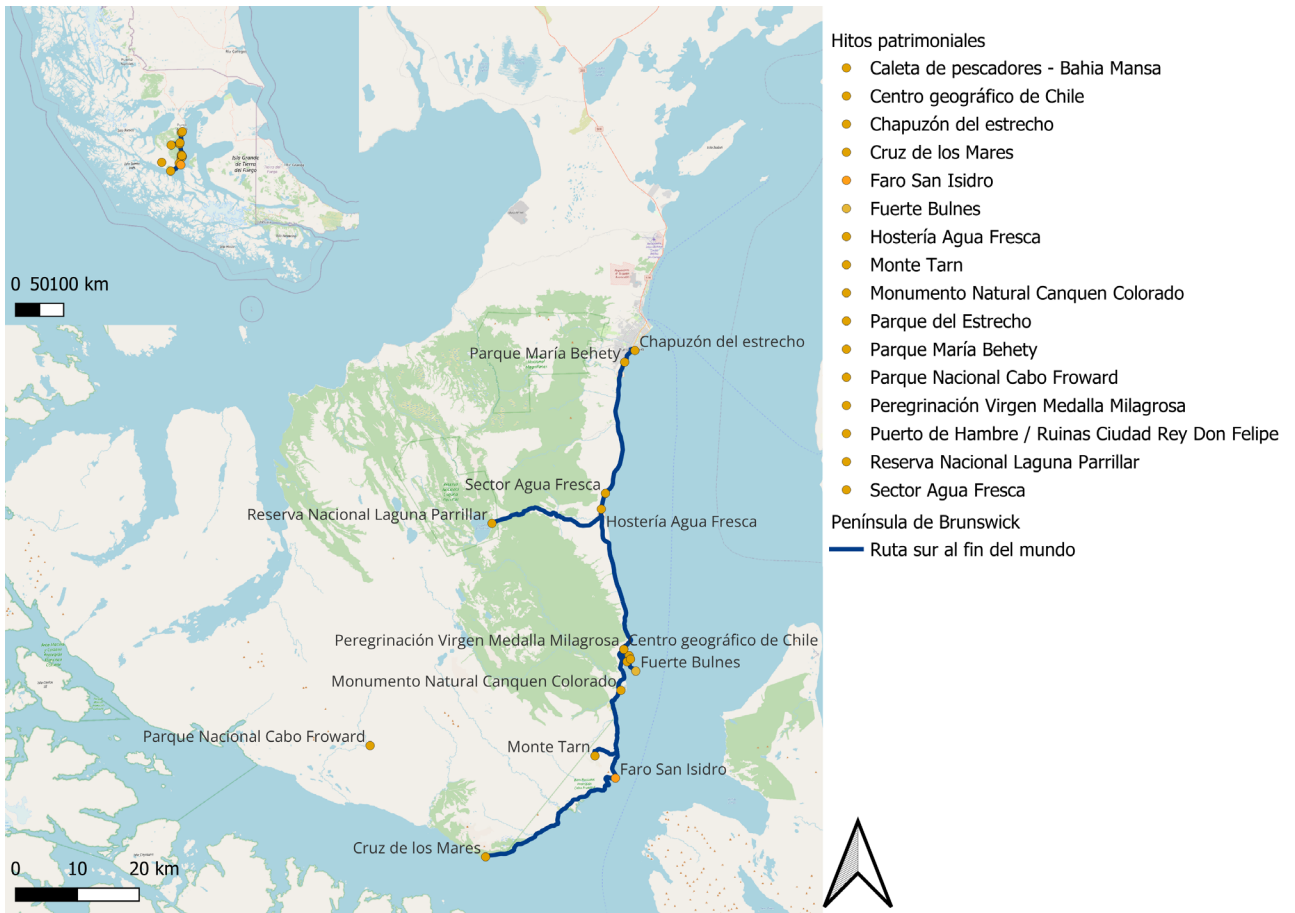 Isla Grande
de Tierra
del Fuego
0 50100 km
Chapuzón del estrecho
Parque María Behety
Sector Agua Fresca
Reserva Nacional Laguna Parrillar
Hostería Agua Fresca
Peregrinación Virgen Medalla Milagrosa
Centro geográfico de Chile
Fuerte Bulnes
Monumento Natural Canquen Colorado
Parque Nacional Cabo Froward
Monte Tarn
Faro San Isidro
Cruz de los Mares
0 10 20 km
Hitos patrimoniales
Caleta de pescadores - Bahia Mansa
Centro geográfico de Chile
Chapuzón del estrecho
Cruz de los Mares
Faro San Isidro
Fuerte Bulnes
Hostería Agua Fresca
Monte Tarn
Monumento Natural Canquen Colorado
Parque del Estrecho
Parque María Behety
Parque Nacional Cabo Froward
Peregrinación Virgen Medalla Milagrosa
Puerto de Hambre / Ruinas Ciudad Rey Don Felipe
Reserva Nacional Laguna Parrillar
Sector Agua Fresca
Península de Brunswick
Ruta sur al fin del mundo